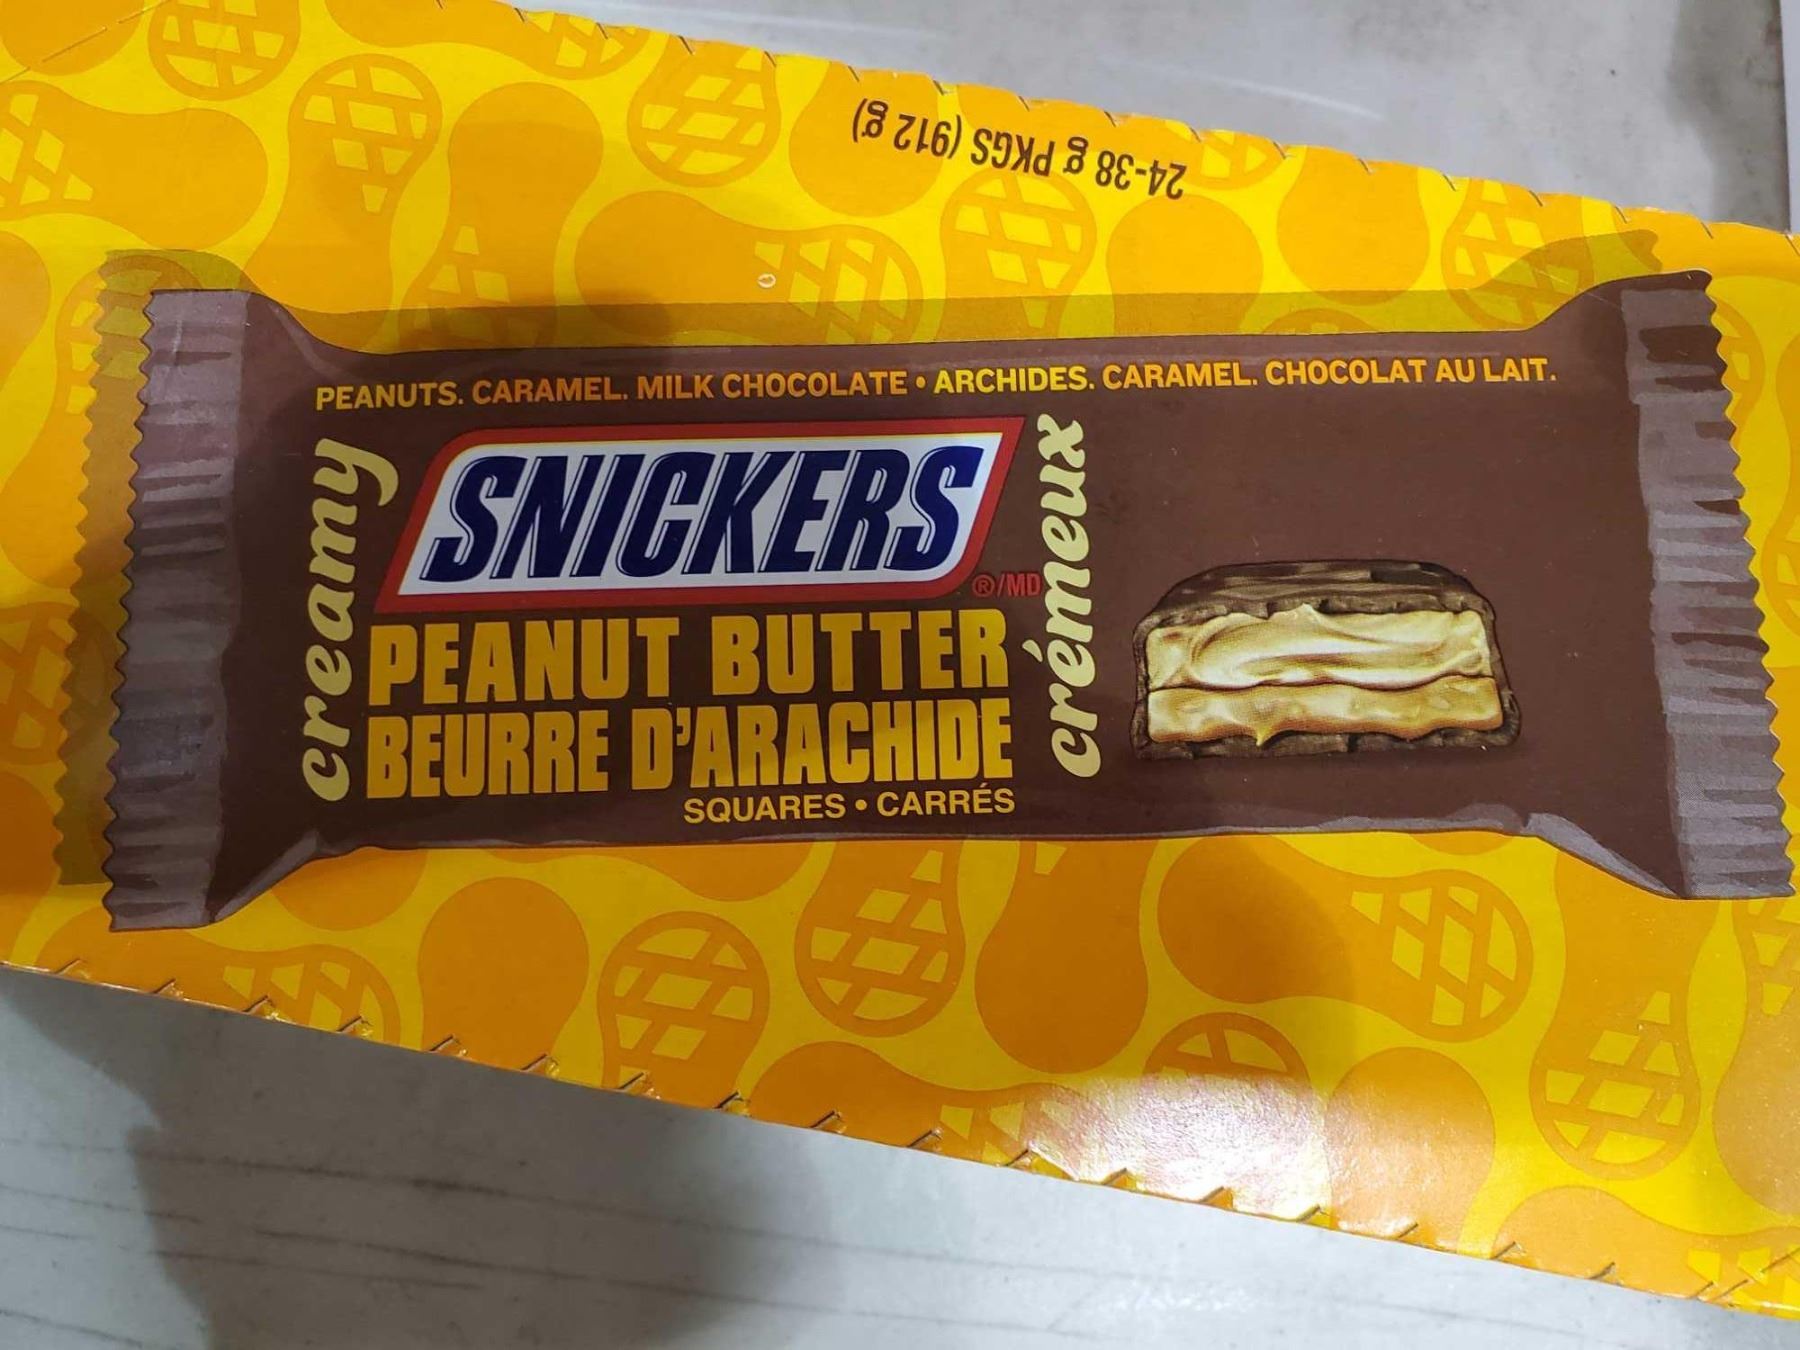 24-38 g PKGS (912 g)
PEANUTS. CARAMEL. MILK CHOCOLATE • ARCHIDES. CARAMEL. CHOCOLAT AU LAIT.
creamy
SNICKERS
®/MD
crémeux
PEANUT BUTTER
BEURRE D'ARACHIDE
SQUARES • CARRÉS